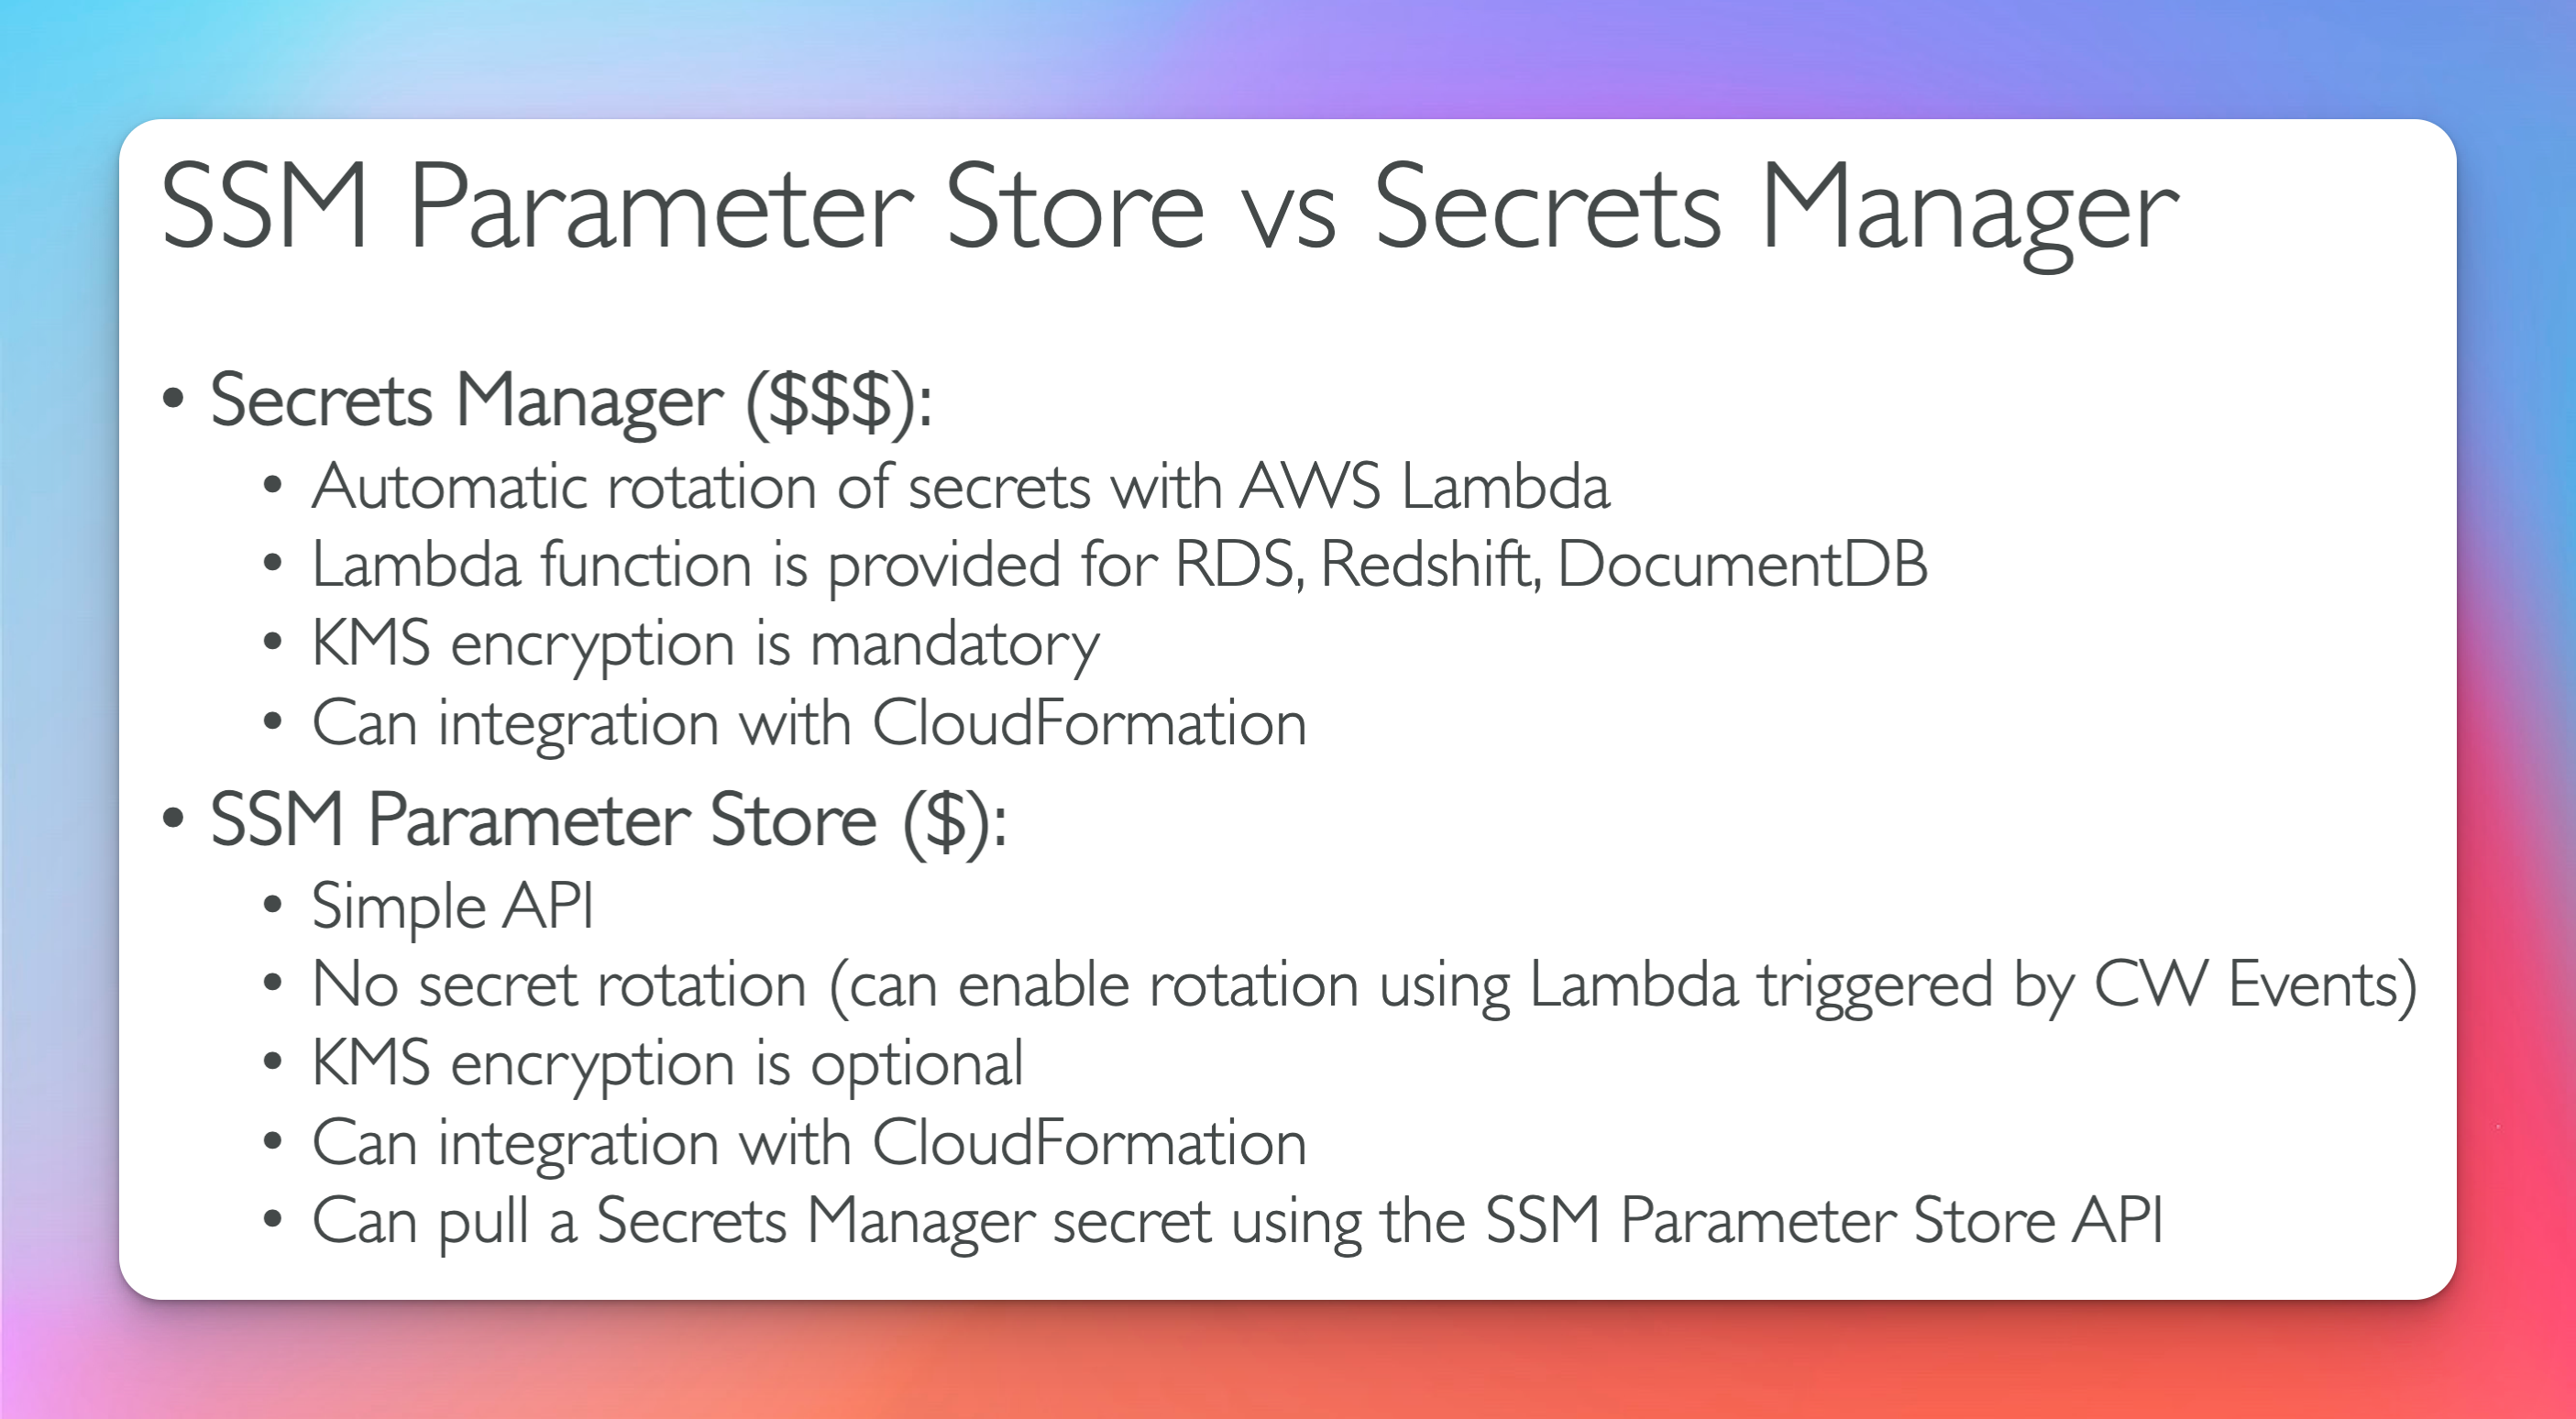 SSM Parameter Store vs Secrets Manager
• Secrets Manager ($$$):
• Automatic rotation of secrets with AWS Lambda
• Lambda function is provided for RDS, Redshift, DocumentDB
• KMS encryption is mandatory
• Can integration with CloudFormation
• SSM Parameter Store ($):
• Simple API
• No secret rotation (can enable rotation using Lambda triggered by CW Events)
• KMS encryption is optional
• Can integration with CloudFormation
• Can pull a Secrets Manager secret using the SSM Parameter Store API